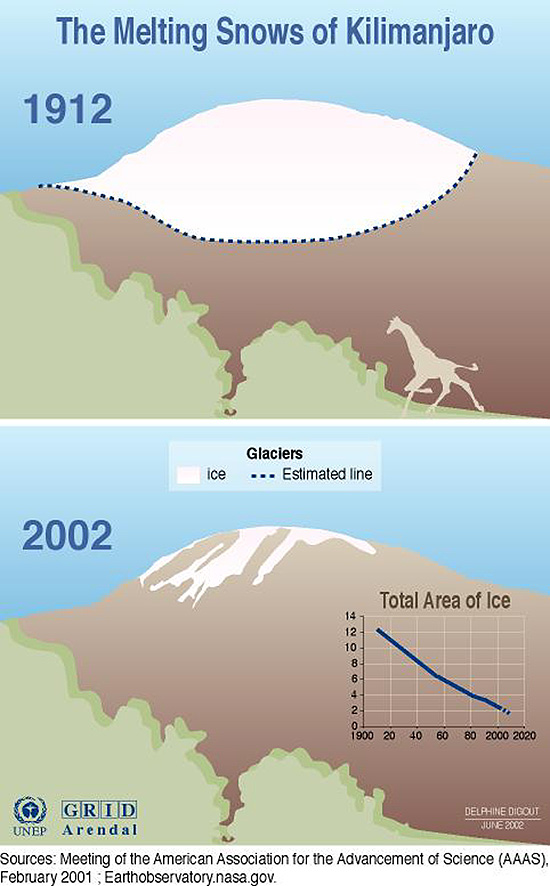 The Melting Snows of Kilimanjaro
1912
Glaciers
ice Estimated line
2002
Total Area of Ice
14
12
10
8
6
4
2
0
1900 20 40 60 80 2000 2020
UNEP
GRID
Arendal
DELPHINE DIGOUT
JUNE 2002
Sources: Meeting of the American Association for the Advancement of Science (AAAS),
February 2001 ; Earthobservatory.nasa.gov.